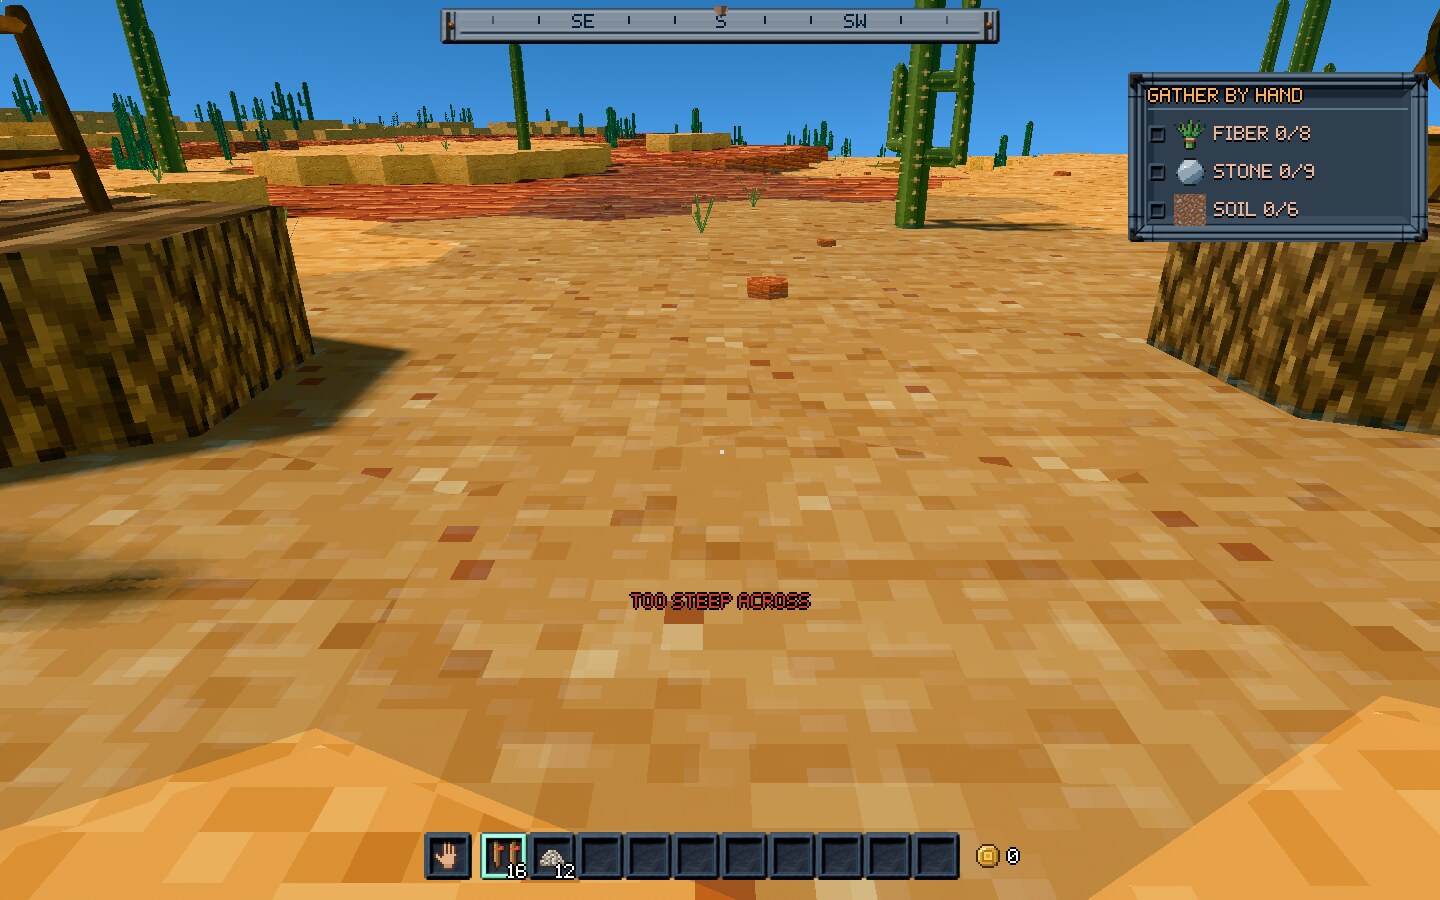 SE S SW
GATHER BY HAND
FIBER 0/8
STONE 0/9
SOIL 0/6
TOO STEEP ACROSS
16 12 0